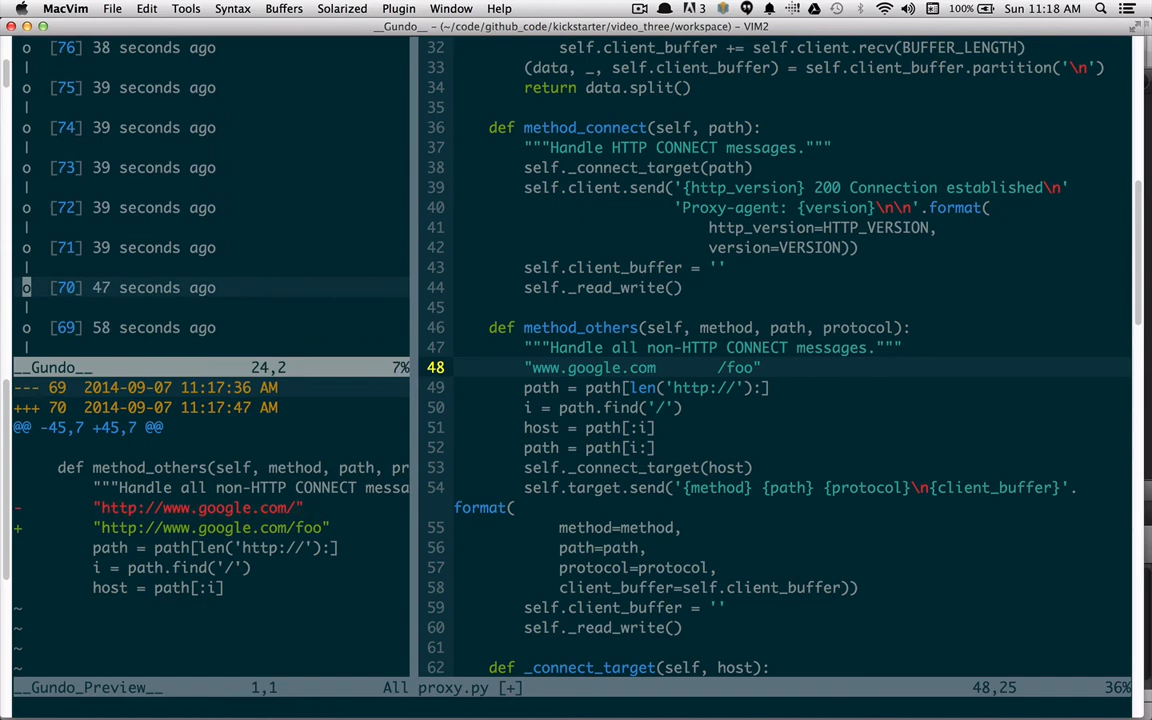 MacVim File Edit Tools Syntax Buffers Solarized Plugin Window Help 3 100% Sun 11:18 AM
__Gundo__ – (~/code/github_code/kickstarter/video_three/workspace) – VIM2
o [76] 38 seconds ago
|
o [75] 39 seconds ago
|
o [74] 39 seconds ago
|
o [73] 39 seconds ago
|
o [72] 39 seconds ago
|
o [71] 39 seconds ago
|
o [70] 47 seconds ago
|
o [69] 58 seconds ago
|
__Gundo__ 24,2 7%
--- 69 2014-09-07 11:17:36 AM
+++ 70 2014-09-07 11:17:47 AM
@@ -45,7 +45,7 @@
def method_others(self, method, path, pr
"""Handle all non-HTTP CONNECT messa
- "http://www.google.com/"
+ "http://www.google.com/foo"
path = path[len('http://'):]
i = path.find('/')
host = path[:i]
~
~
~
~
__Gundo_Preview__ 1,1 All
32 self.client_buffer += self.client.recv(BUFFER_LENGTH)
33 (data, _, self.client_buffer) = self.client_buffer.partition('\n')
34 return data.split()
35
36 def method_connect(self, path):
37 """Handle HTTP CONNECT messages."""
38 self._connect_target(path)
39 self.client.send('{http_version} 200 Connection established\n'
40 'Proxy-agent: {version}\n\n'.format(
41 http_version=HTTP_VERSION,
42 version=VERSION))
43 self.client_buffer = ''
44 self._read_write()
45
46 def method_others(self, method, path, protocol):
47 """Handle all non-HTTP CONNECT messages."""
48 "www.google.com /foo"
49 path = path[len('http://'):]
50 i = path.find('/')
51 host = path[:i]
52 path = path[i:]
53 self._connect_target(host)
54 self.target.send('{method} {path} {protocol}\n{client_buffer}'.
format(
55 method=method,
56 path=path,
57 protocol=protocol,
58 client_buffer=self.client_buffer))
59 self.client_buffer = ''
60 self._read_write()
61
62 def _connect_target(self, host):
proxy.py [+] 48,25 36%